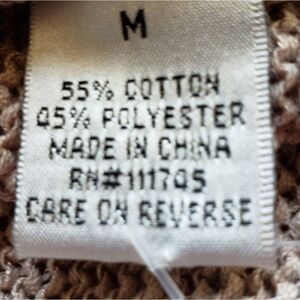 M
55% COTTON
45% POLYESTER
MADE IN CHINA
RN#111745
CARE ON REVERSE